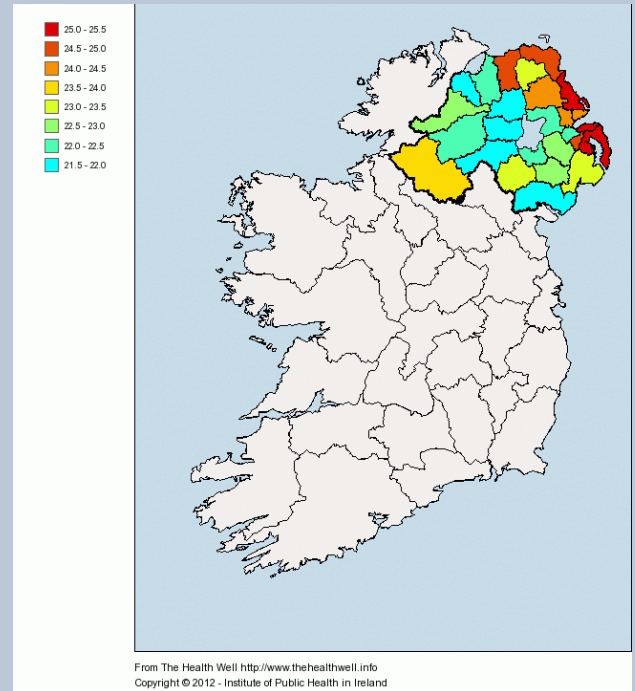 25.0 - 25.5
24.5 - 25.0
24.0 - 24.5
23.5 - 24.0
23.0 - 23.5
22.5 - 23.0
22.0 - 22.5
21.5 - 22.0
From The Health Well http://www.thehealthwell.info
Copyright © 2012 - Institute of Public Health in Ireland